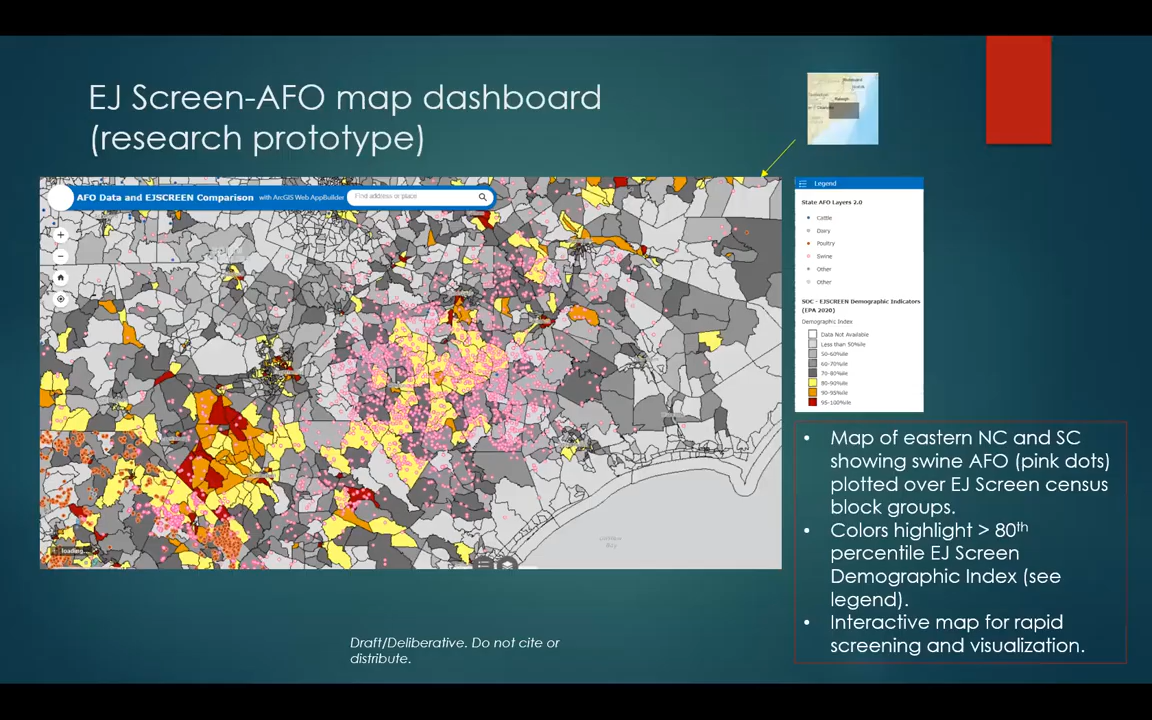 EJ Screen-AFO map dashboard
(research prototype)
Raleigh
AFO Data and EJSCREEN Comparison with ArcGIS Web AppBuilder
Find address or place
+
−
loading...
Legend
State AFO Layers 2.0
Cattle
Dairy
Poultry
Swine
Other
Other
SOC - EJSCREEN Demographic Indicators
(EPA 2020)
Demographic Index
Data Not Available
Less than 50%ile
50-60%ile
60-70%ile
70-80%ile
80-90%ile
90-95%ile
95-100%ile
• Map of eastern NC and SC
showing swine AFO (pink dots)
plotted over EJ Screen census
block groups.
• Colors highlight > 80th
percentile EJ Screen
Demographic Index (see
legend).
• Interactive map for rapid
screening and visualization.
Draft/Deliberative. Do not cite or
distribute.